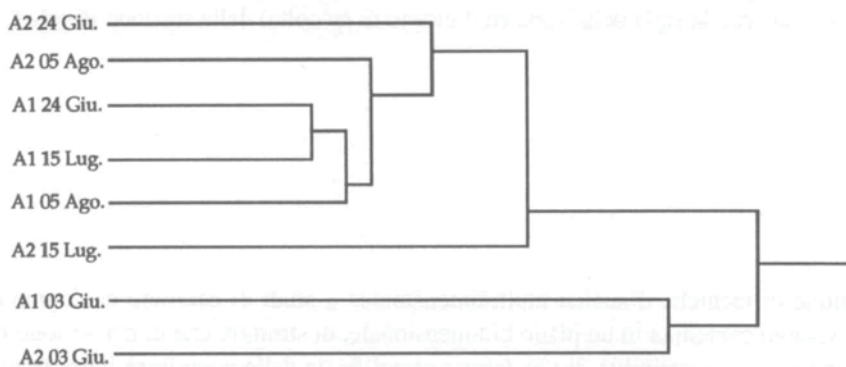 A2 24 Giu.
A2 05 Ago.
A1 24 Giu.
A1 15 Lug.
A1 05 Ago.
A2 15 Lug.
A1 03 Giu.
A2 03 Giu.